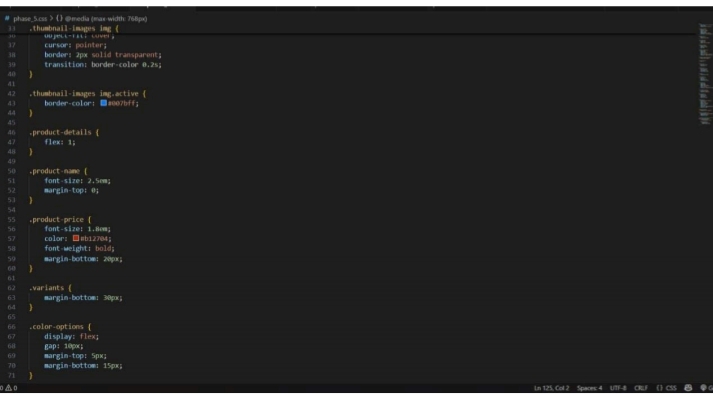 # phase_5.css > {} @media (max-width: 768px)
33 .thumbnail-images img {
36 object-fit: cover;
37 cursor: pointer;
38 border: 2px solid transparent;
39 transition: border-color 0.2s;
40 }
41
42 .thumbnail-images img.active {
43 border-color: #007bff;
44 }
45
46 .product-details {
47 flex: 1;
48 }
49
50 .product-name {
51 font-size: 2.5em;
52 margin-top: 0;
53 }
54
55 .product-price {
56 font-size: 1.8em;
57 color: #b12704;
58 font-weight: bold;
59 margin-bottom: 20px;
60 }
61
62 .variants {
63 margin-bottom: 30px;
64 }
65
66 .color-options {
67 display: flex;
68 gap: 10px;
69 margin-top: 5px;
70 margin-bottom: 15px;
71 }
0 0 Ln 125, Col 2 Spaces: 4 UTF-8 CRLF {} CSS